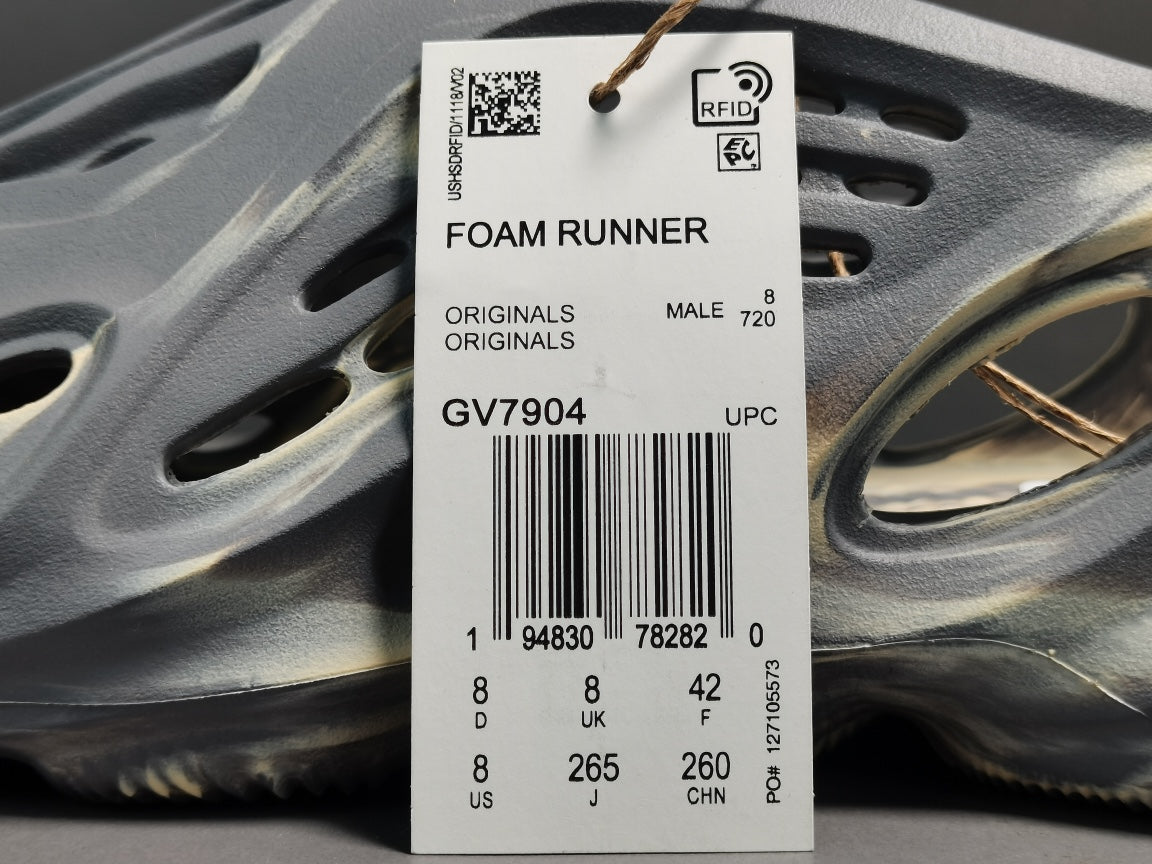 USHSDRFID/1118/V02
RFID
EPC
2
FOAM RUNNER
ORIGINALS
MALE 8
720
ORIGINALS
GV7904 UPC
1 94830 78282 0
8 8 42
D UK F
8 265 260
US J CHN
PO# 127105573